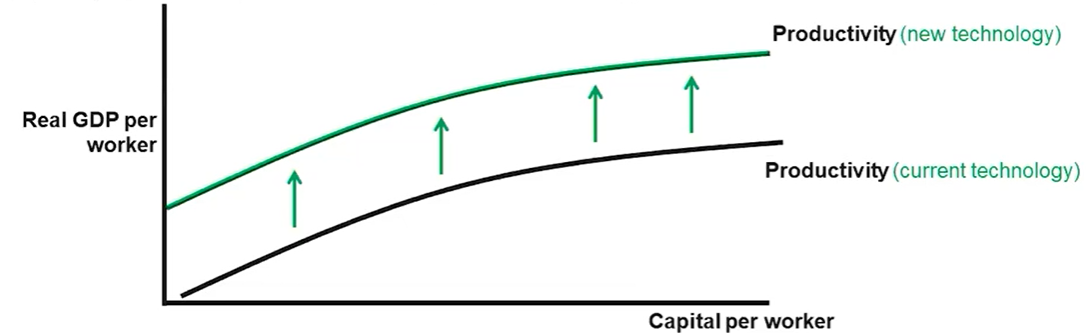 Productivity (new technology)
Real GDP per
worker
Productivity (current technology)
Capital per worker